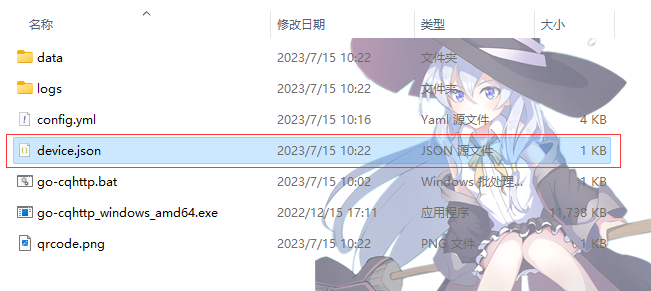 名称 修改日期 类型 大小
data 2023/7/15 10:22 文件夹
logs 2023/7/15 10:22 文件夹
config.yml 2023/7/15 10:16 Yaml 源文件 4 KB
device.json 2023/7/15 10:22 JSON 源文件 1 KB
go-cqhttp.bat 2023/7/15 10:02 Windows 批处理... 1 KB
go-cqhttp_windows_amd64.exe 2022/12/15 17:11 应用程序 11,738 KB
qrcode.png 2023/7/15 10:22 PNG 文件 1 KB